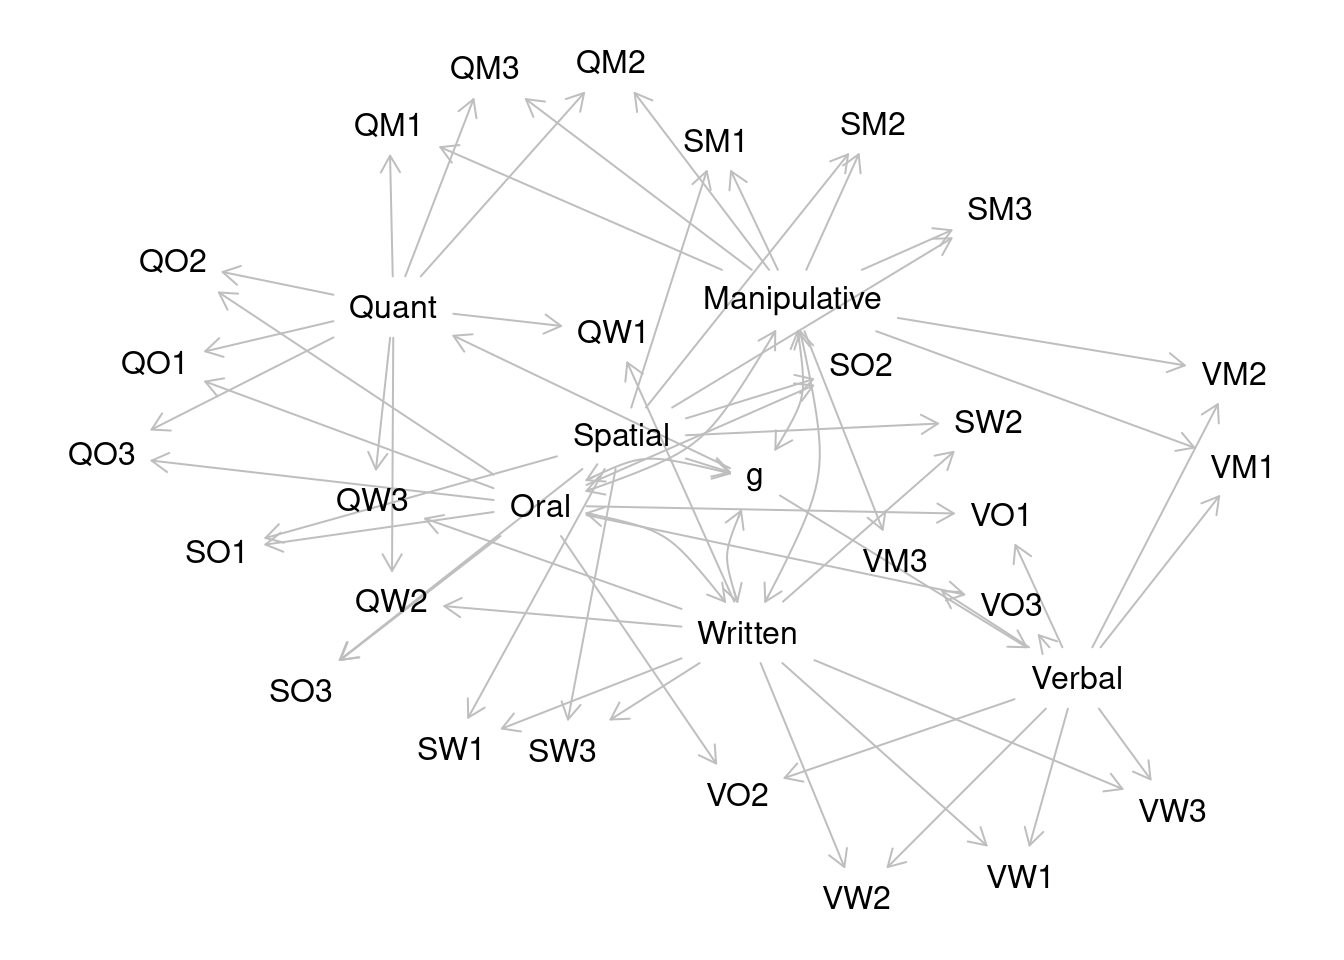 QM3
QM2
QM1
SM1
SM2
SM3
QO2
Quant
Manipulative
QW1
QO1
SO2
VM2
Spatial
SW2
QO3
g
VM1
QW3
Oral
VO1
SO1
VM3
QW2
VO3
Written
SO3
Verbal
SW1
SW3
VO2
VW3
VW1
VW2